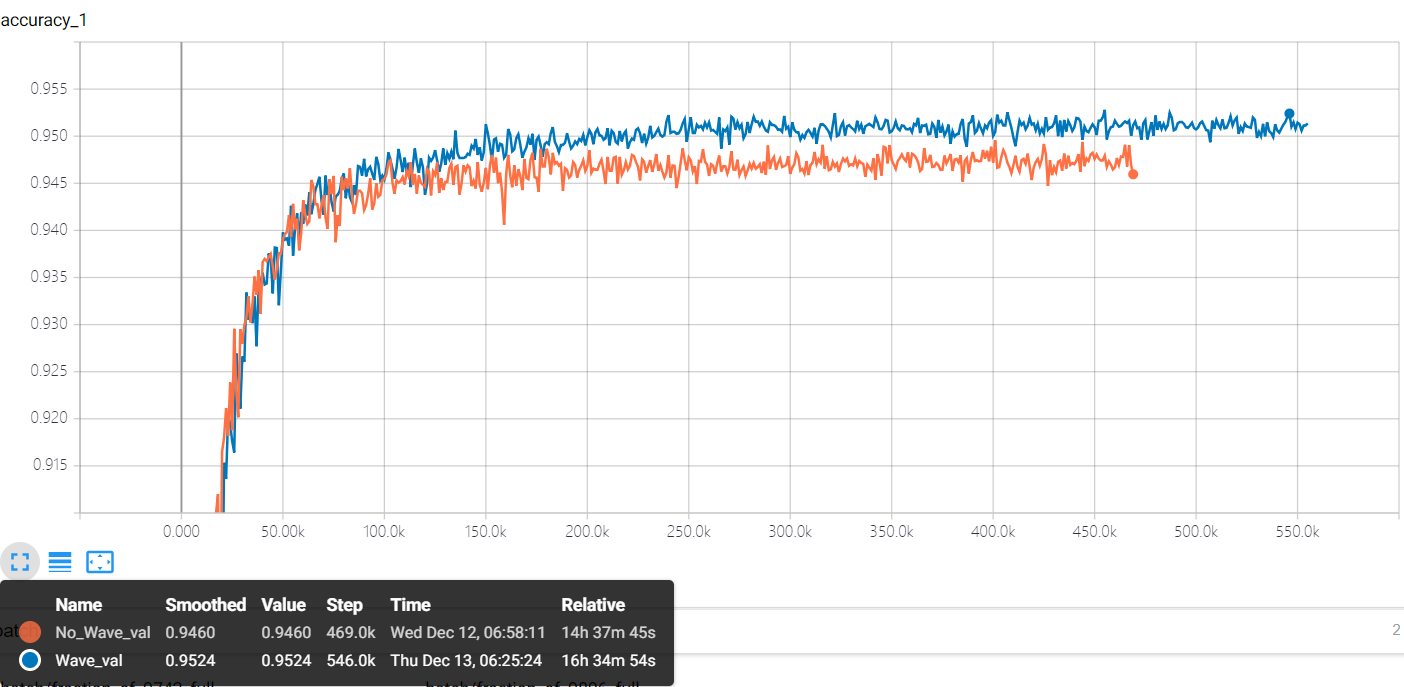 accuracy_1
0.955
0.950
0.945
0.940
0.935
0.930
0.925
0.920
0.915
0.000 50.00k 100.0k 150.0k 200.0k 250.0k 300.0k 350.0k 400.0k 450.0k 500.0k 550.0k
Name Smoothed Value Step Time Relative
No_Wave_val 0.9460 0.9460 469.0k Wed Dec 12, 06:58:11 14h 37m 45s
Wave_val 0.9524 0.9524 546.0k Thu Dec 13, 06:25:24 16h 34m 54s
2